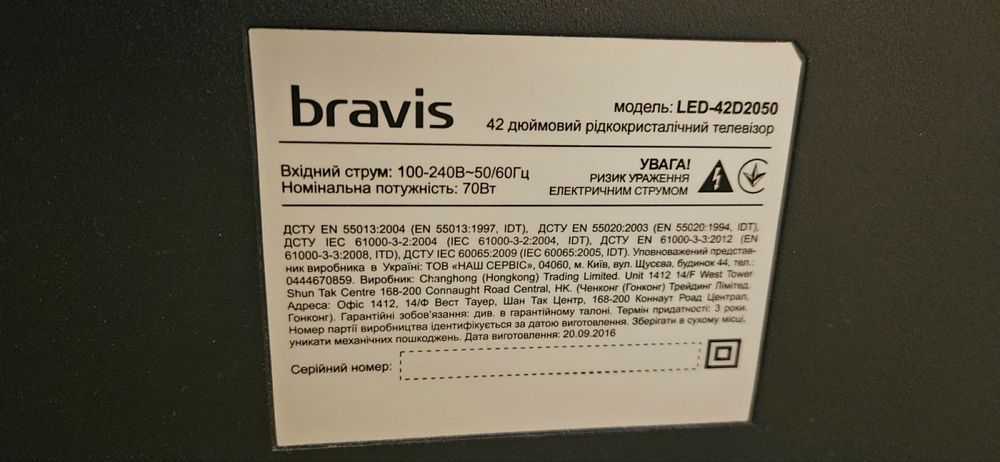 bravis
модель: LED-42D2050
42 дюймовий рідкокристалічний телевізор
Вхідний струм: 100-240В~50/60Гц
Номінальна потужність: 70Вт
УВАГА!
РИЗИК УРАЖЕННЯ
ЕЛЕКТРИЧНИМ СТРУМОМ
ДСТУ EN 55013:2004 (EN 55013:1997, IDT), ДСТУ EN 55020:2003 (EN 55020:1994, IDT),
ДСТУ IEC 61000-3-2:2004 (IEC 61000-3-2:2004, IDT), ДСТУ EN 61000-3-3:2012 (EN
61000-3-3:2008, ITD), ДСТУ IEC 60065:2009 (IEC 60065:2005, IDT). Уповноважений представ-
ник виробника в Україні: ТОВ «НАШ СЕРВІС», 04060, м. Київ, вул. Щусєва, будинок 44, тел.:
0444670859. Виробник: Changhong (Hongkong) Trading Limited. Unit 1412 14/F West Tower
Shun Tak Centre 168-200 Connaught Road Central, HK. (Ченконг (Гонконг) Трейдинг Лімітед.
Адреса: Офіс 1412, 14/Ф Вест Тауер, Шан Так Центр, 168-200 Коннаут Роад Централ,
Гонконг). Гарантійні зобов'язання: див. в гарантійному талоні. Термін придатності: 3 роки.
Номер партії виробництва ідентифікується за датою виготовлення. Зберігати в сухому місці,
уникати механічних пошкоджень. Дата виготовлення: 20.09.2016
Серійний номер: